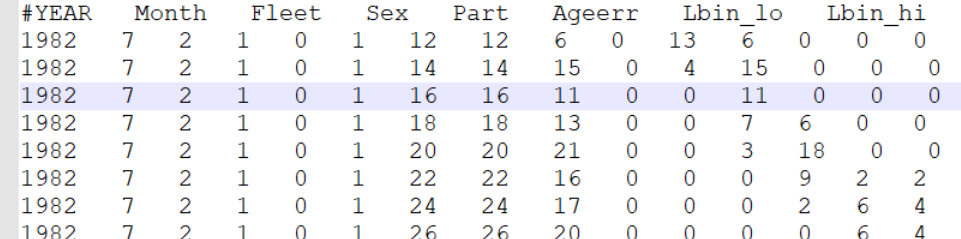 #YEAR Month Fleet Sex Part Ageerr Lbin_lo Lbin_hi
1982 7 2 1 0 1 12 12 6 0 13 6 0 0 0
1982 7 2 1 0 1 14 14 15 0 4 15 0 0 0
1982 7 2 1 0 1 16 16 11 0 0 11 0 0 0
1982 7 2 1 0 1 18 18 13 0 0 7 6 0 0
1982 7 2 1 0 1 20 20 21 0 0 3 18 0 0
1982 7 2 1 0 1 22 22 16 0 0 0 9 2 2
1982 7 2 1 0 1 24 24 17 0 0 0 2 6 4
1982 7 2 1 0 1 26 26 20 0 0 0 0 6 4